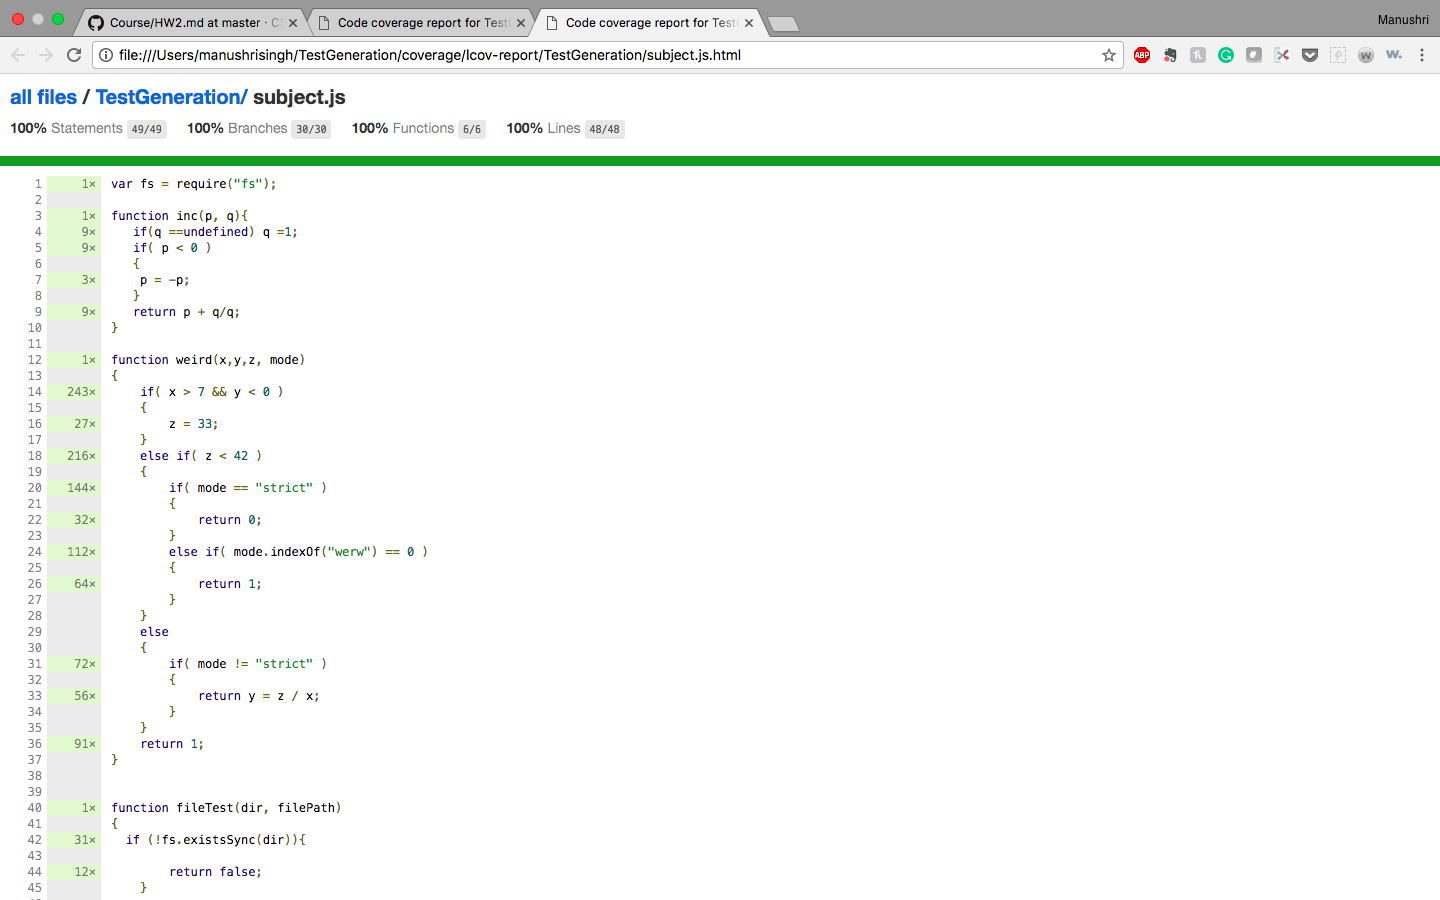 Course/HW2.md at master · CS
Code coverage report for Test
Code coverage report for Test
Manushri
file:///Users/manushrisingh/TestGeneration/coverage/lcov-report/TestGeneration/subject.js.html
ABP
all files / TestGeneration/ subject.js
100% Statements 49/49 100% Branches 30/30 100% Functions 6/6 100% Lines 48/48
1 1× var fs = require("fs");
2
3 1× function inc(p, q){
4 9× if(q ==undefined) q =1;
5 9× if( p < 0 )
6 {
7 3× p = -p;
8 }
9 9× return p + q/q;
10 }
11
12 1× function weird(x,y,z, mode)
13 {
14 243× if( x > 7 && y < 0 )
15 {
16 27× z = 33;
17 }
18 216× else if( z < 42 )
19 {
20 144× if( mode == "strict" )
21 {
22 32× return 0;
23 }
24 112× else if( mode.indexOf("werw") == 0 )
25 {
26 64× return 1;
27 }
28 }
29 else
30 {
31 72× if( mode != "strict" )
32 {
33 56× return y = z / x;
34 }
35 }
36 91× return 1;
37 }
38
39
40 1× function fileTest(dir, filePath)
41 {
42 31× if (!fs.existsSync(dir)){
43
44 12× return false;
45 }